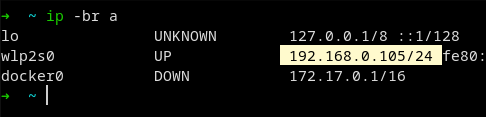 → ~ ip -br a
lo UNKNOWN 127.0.0.1/8 ::1/128
wlp2s0 UP 192.168.0.105/24 fe80:
docker0 DOWN 172.17.0.1/16
→ ~